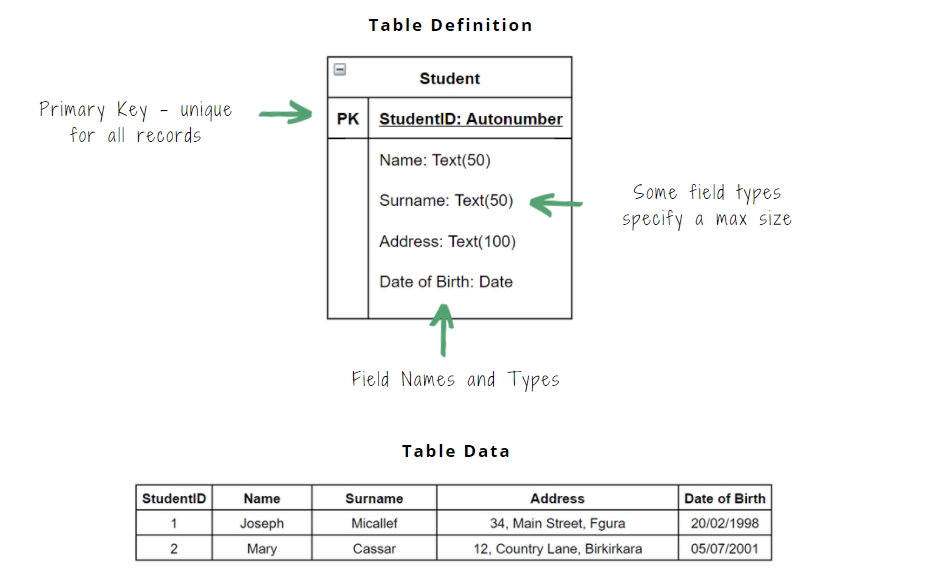 Table Definition
Student
Primary Key - unique
for all records
PK
StudentID: Autonumber
Name: Text(50)
Surname: Text(50)
Some field types
specify a max size
Address: Text(100)
Date of Birth: Date
Field Names and Types
Table Data
StudentID Name Surname Address Date of Birth
1 Joseph Micallef 34, Main Street, Fgura 20/02/1998
2 Mary Cassar 12, Country Lane, Birkirkara 05/07/2001